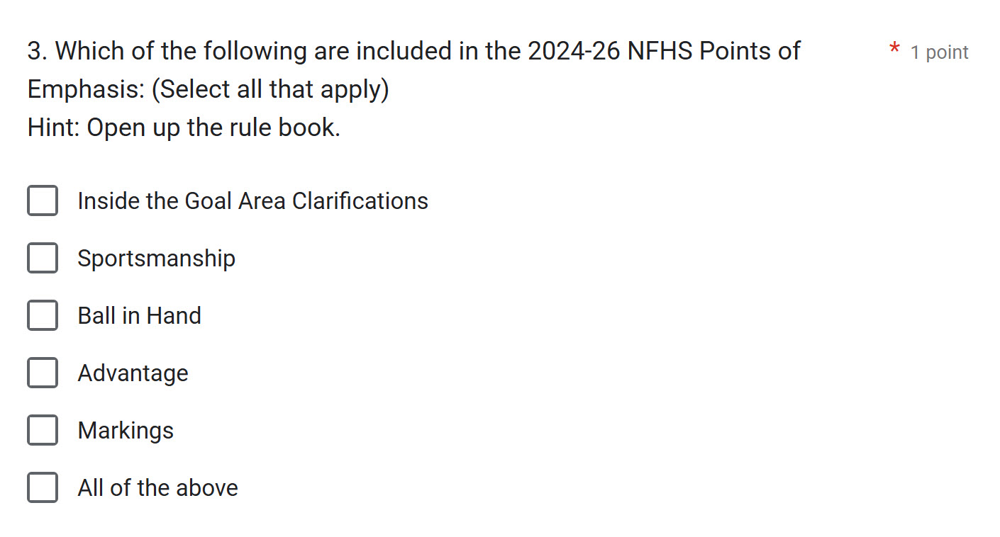 3. Which of the following are included in the 2024-26 NFHS Points of * 1 point
Emphasis: (Select all that apply)
Hint: Open up the rule book.
Inside the Goal Area Clarifications
Sportsmanship
Ball in Hand
Advantage
Markings
All of the above